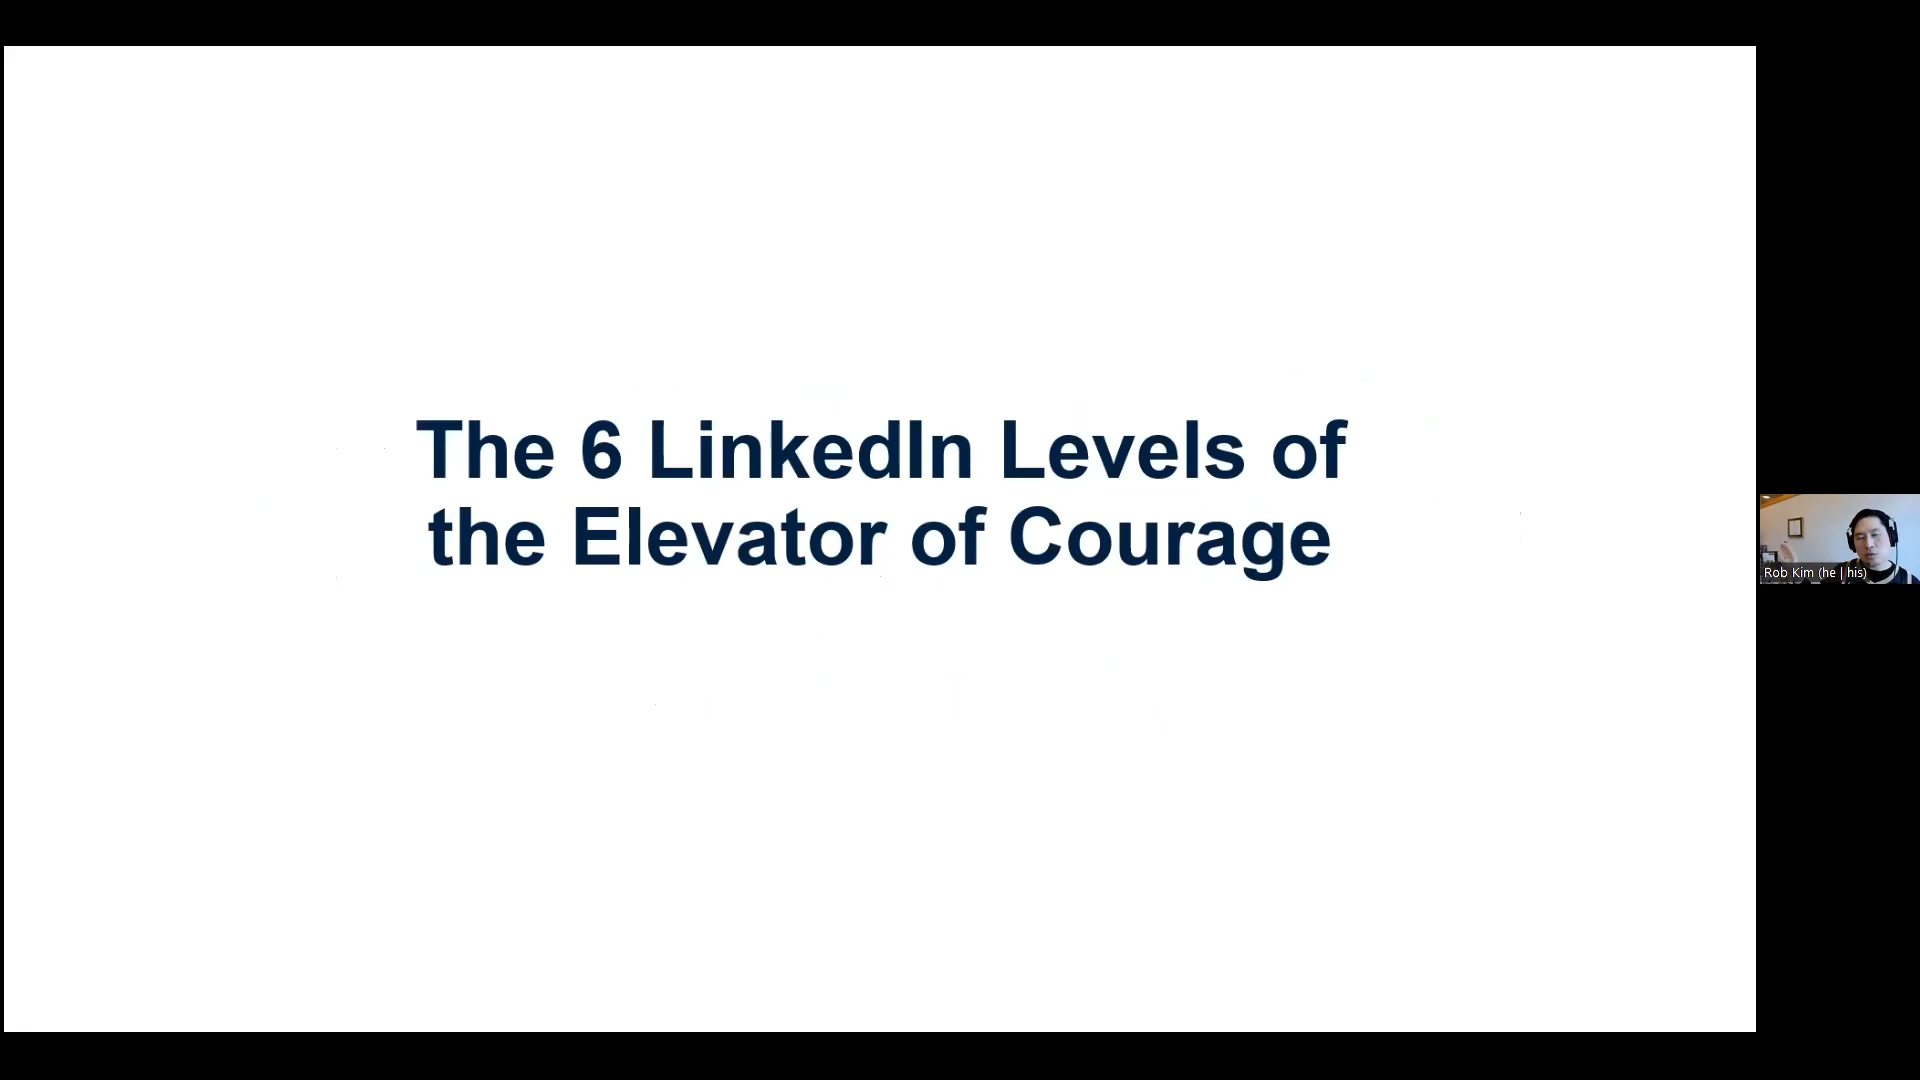 The 6 LinkedIn Levels of
the Elevator of Courage
Rob Kim (he | his)